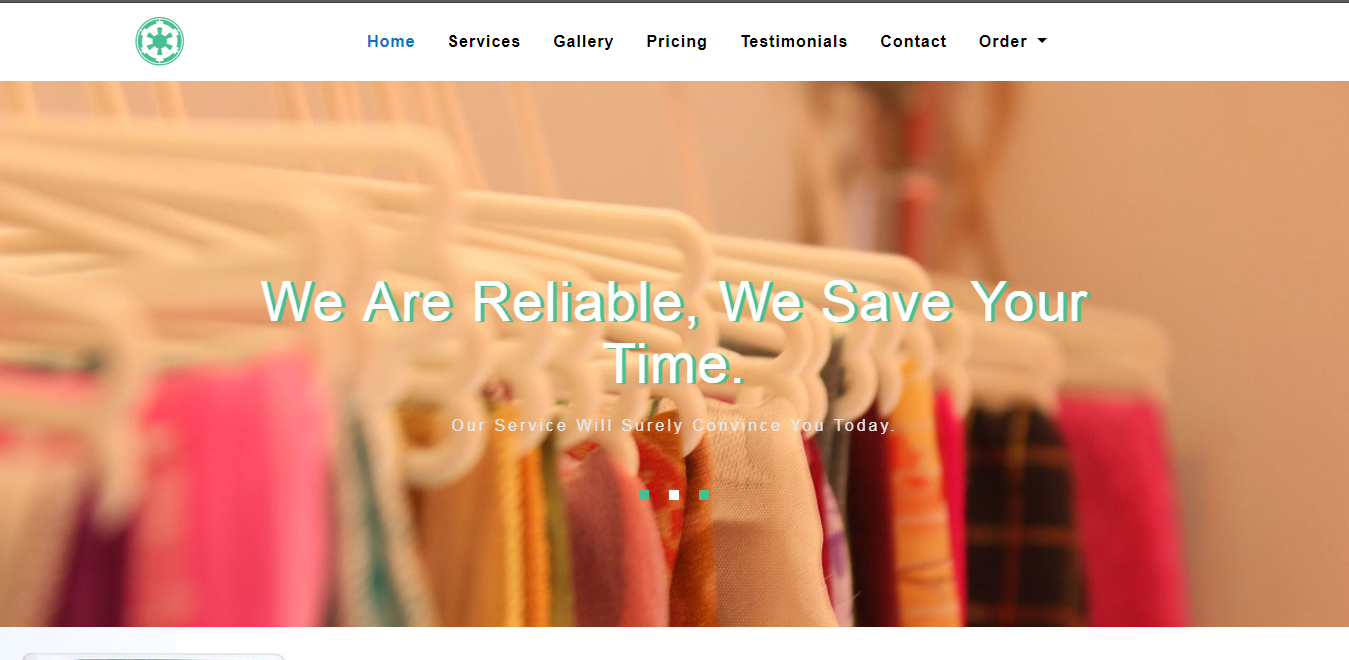 Home Services Gallery Pricing Testimonials Contact Order
We Are Reliable, We Save Your
Time.
Our Service Will Surely Convince You Today.